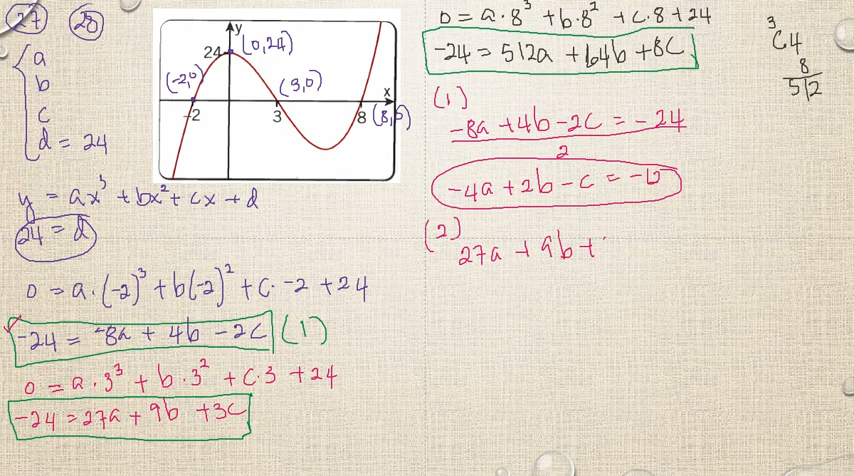 27 28
a
b
c
d = 24
y
24 (0,24)
(-2,0) (3,0)
x
-2 3 8 (8,0)
y = ax³ + bx² + cx + d
24 = d
0 = a·(-2)³ + b(-2)² + c·-2 + 24
-24 = -8a + 4b - 2c (1)
0 = a·3³ + b·3² + c·3 + 24
-24 = 27a + 9b + 3c
0 = a·8³ + b·8² + c·8 + 24
-24 = 512a + 64b + 8c
3
64
8
512
(1)
-8a + 4b - 2c = -24
2
-4a + 2b - c = -12
(2)
27a + 9b +